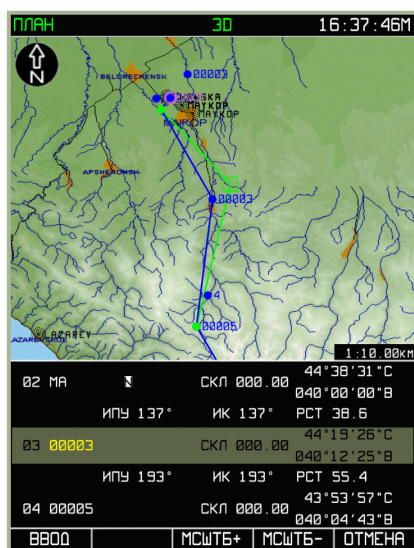 ПЛАН 3D 16:37:46М
N
BELORECHENSK
00003
MAYKOP
MAYKOP
APSHERONSK
00003
4
00005
LAZAREV
1:10.00км
02 МА N СКЛ 000.00 44°38'31"С
040°00'00"В
ИПУ 137° ИК 137° РСТ 38.6
03 00003 СКЛ 000.00 44°19'26"С
040°12'25"В
ИПУ 193° ИК 193° РСТ 55.4
04 00005 СКЛ 000.00 43°53'57"С
040°04'43"В
ВВОД МСШТБ+ МСШТБ- ОТМЕНА